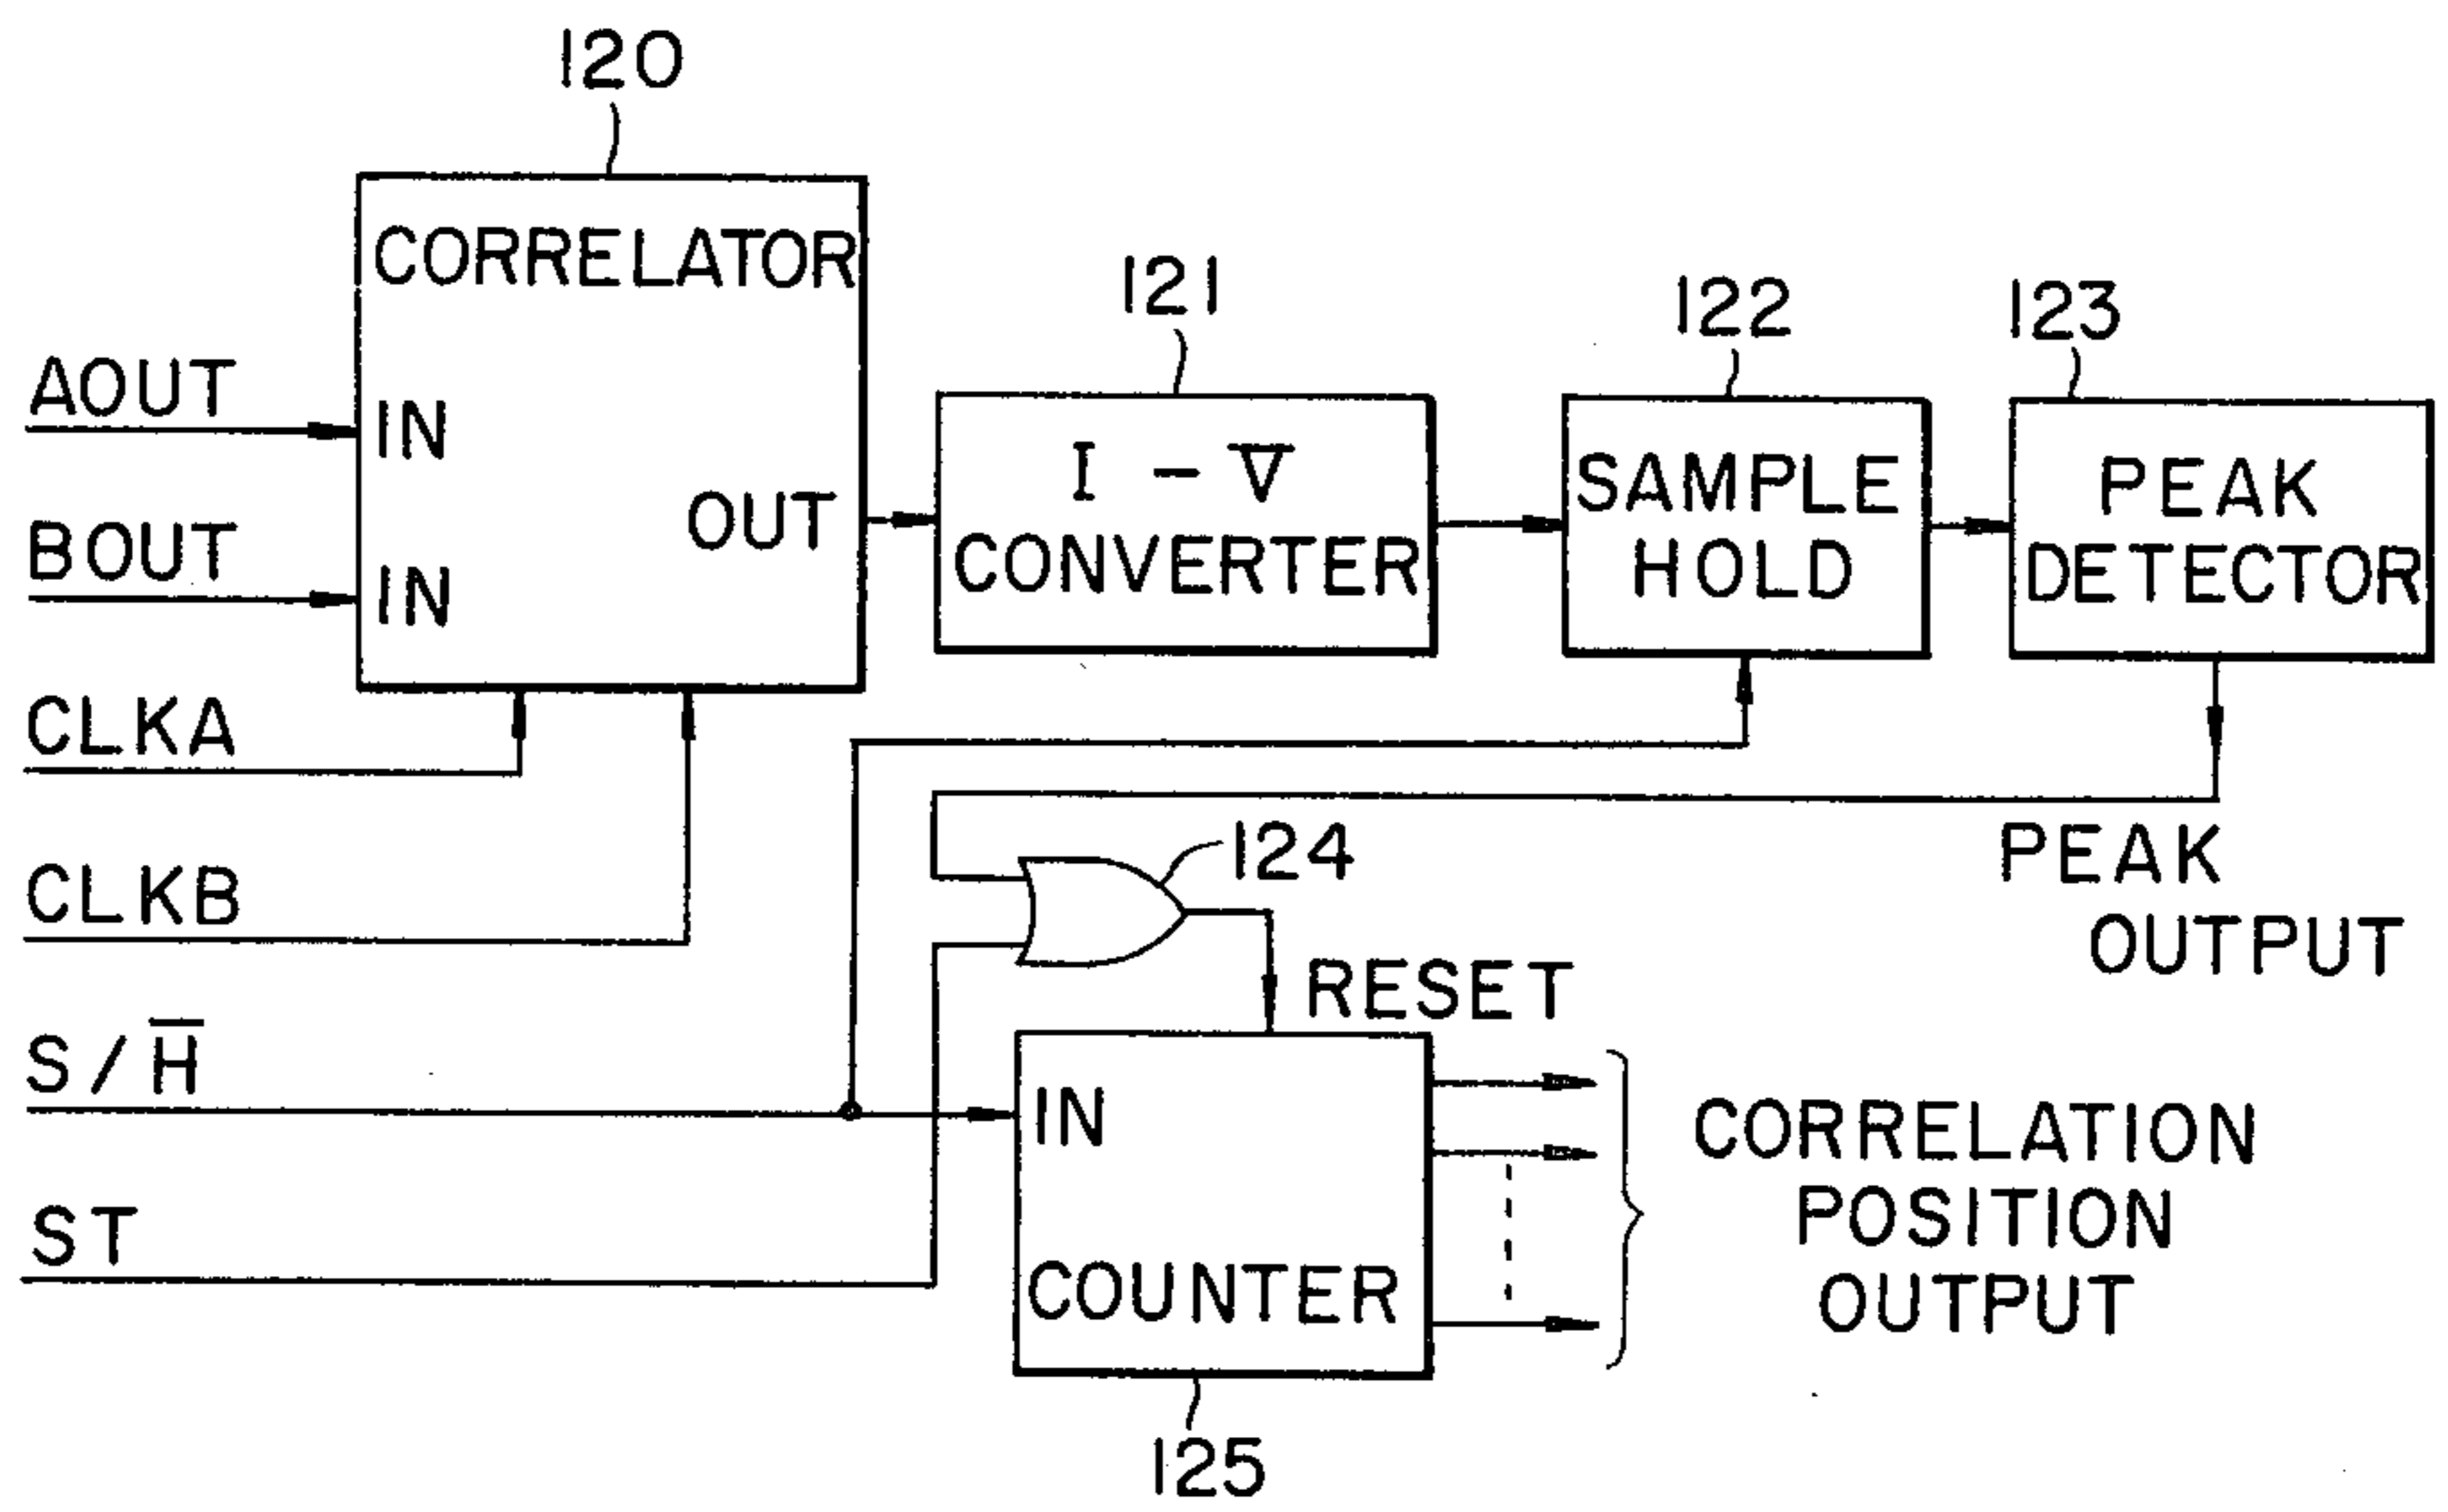 120
CORRELATOR
121
122
123
AOUT
IN
I - V
CONVERTER
SAMPLE
HOLD
PEAK
DETECTOR
OUT
BOUT
IN
CLKA
CLKB
124
PEAK
OUTPUT
RESET
S/H̅
IN
ST
COUNTER
CORRELATION
POSITION
OUTPUT
125